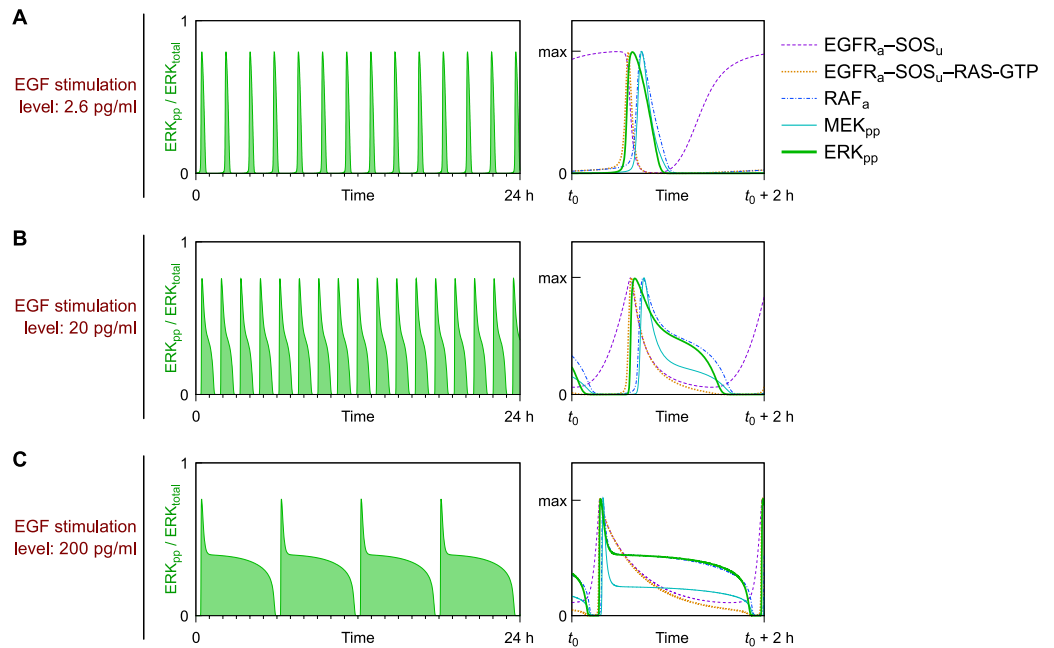 A
EGF stimulation
level: 2.6 pg/ml
ERKpp / ERKtotal
1
0
0
Time
24 h
max
0
t0
Time
t0 + 2 h
EGFRa–SOSu
EGFRa–SOSu–RAS-GTP
RAFa
MEKpp
ERKpp
B
EGF stimulation
level: 20 pg/ml
ERKpp / ERKtotal
1
0
0
Time
24 h
max
0
t0
Time
t0 + 2 h
C
EGF stimulation
level: 200 pg/ml
ERKpp / ERKtotal
1
0
0
Time
24 h
max
0
t0
Time
t0 + 2 h